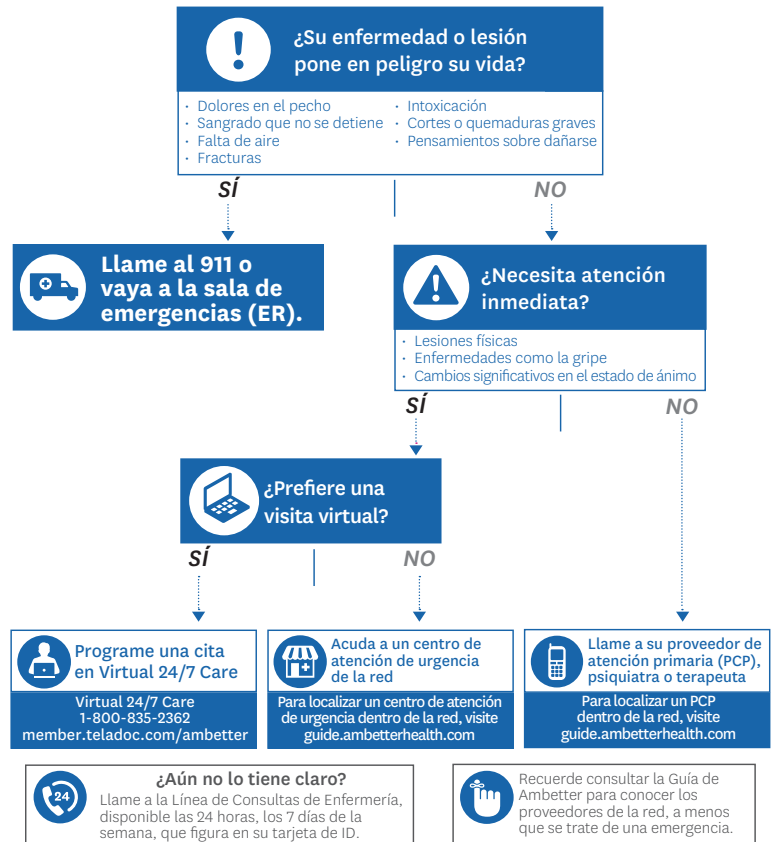 ¿Su enfermedad o lesión
pone en peligro su vida?
· Dolores en el pecho
· Sangrado que no se detiene
· Falta de aire
· Fracturas
· Intoxicación
· Cortes o quemaduras graves
· Pensamientos sobre dañarse
SÍ
NO
Llame al 911 o
vaya a la sala de
emergencias (ER).
¿Necesita atención
inmediata?
· Lesiones físicas
· Enfermedades como la gripe
· Cambios significativos en el estado de ánimo
SÍ
NO
¿Prefiere una
visita virtual?
SÍ
NO
Programe una cita
en Virtual 24/7 Care
Virtual 24/7 Care
1-800-835-2362
member.teladoc.com/ambetter
Acuda a un centro de
atención de urgencia
de la red
Para localizar un centro de atención
de urgencia dentro de la red, visite
guide.ambetterhealth.com
Llame a su proveedor de
atención primaria (PCP),
psiquiatra o terapeuta
Para localizar un PCP
dentro de la red, visite
guide.ambetterhealth.com
24
¿Aún no lo tiene claro?
Llame a la Línea de Consultas de Enfermería,
disponible las 24 horas, los 7 días de la
semana, que figura en su tarjeta de ID.
Recuerde consultar la Guía de
Ambetter para conocer los
proveedores de la red, a menos
que se trate de una emergencia.